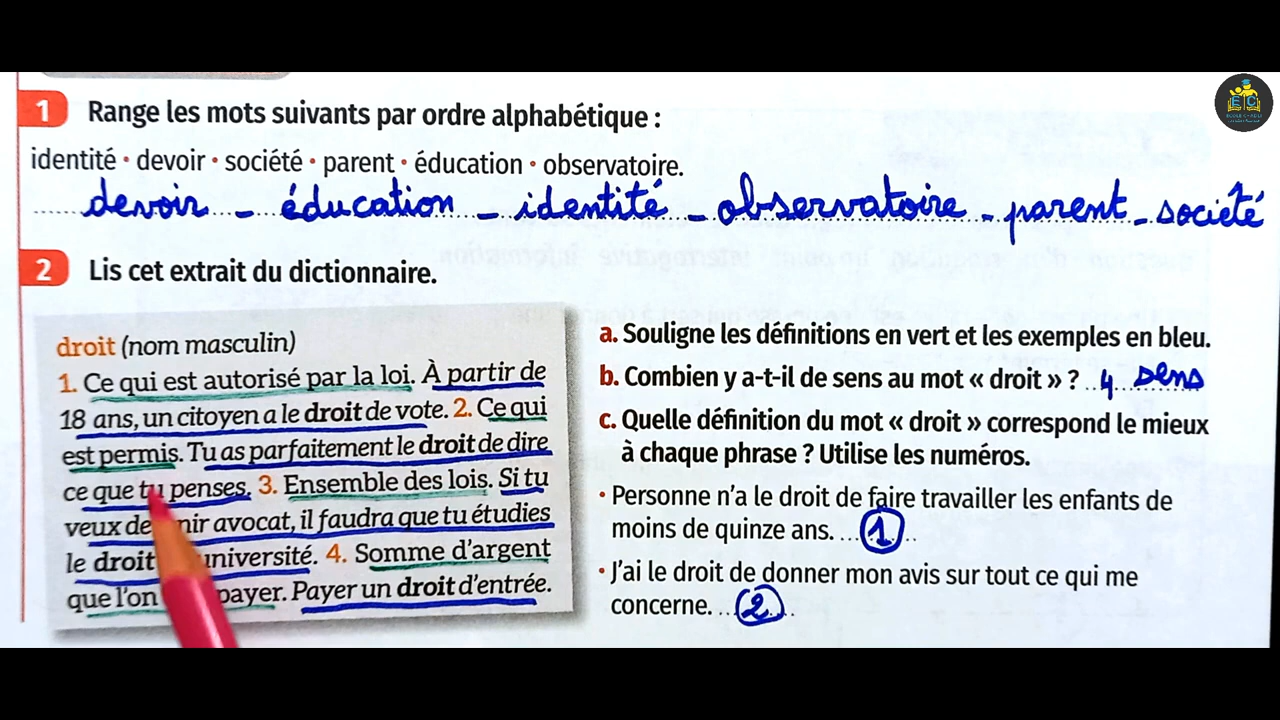 1 Range les mots suivants par ordre alphabétique :
identité • devoir • société • parent • éducation • observatoire.
devoir - éducation - identité - observatoire - parent - société
2 Lis cet extrait du dictionnaire.
droit (nom masculin)
1. Ce qui est autorisé par la loi. À partir de
18 ans, un citoyen a le droit de vote. 2. Ce qui
est permis. Tu as parfaitement le droit de dire
ce que tu penses. 3. Ensemble des lois. Si tu
veux de nir avocat, il faudra que tu étudies
le droit université. 4. Somme d'argent
que l'on payer. Payer un droit d'entrée.
a. Souligne les définitions en vert et les exemples en bleu.
b. Combien y a-t-il de sens au mot « droit » ? 4 sens
c. Quelle définition du mot « droit » correspond le mieux
à chaque phrase ? Utilise les numéros.
• Personne n'a le droit de faire travailler les enfants de
moins de quinze ans. 1
• J'ai le droit de donner mon avis sur tout ce qui me
concerne. 2